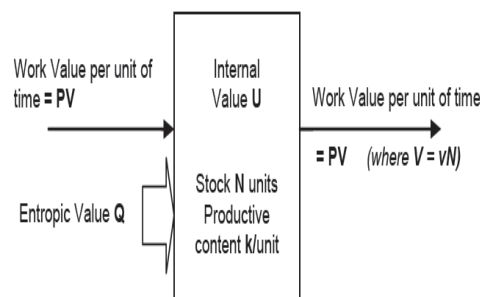 Work Value per unit of
time = PV
Entropic Value Q
Internal
Value U
Stock N units
Productive
content k/unit
Work Value per unit of time
= PV (where V = vN)